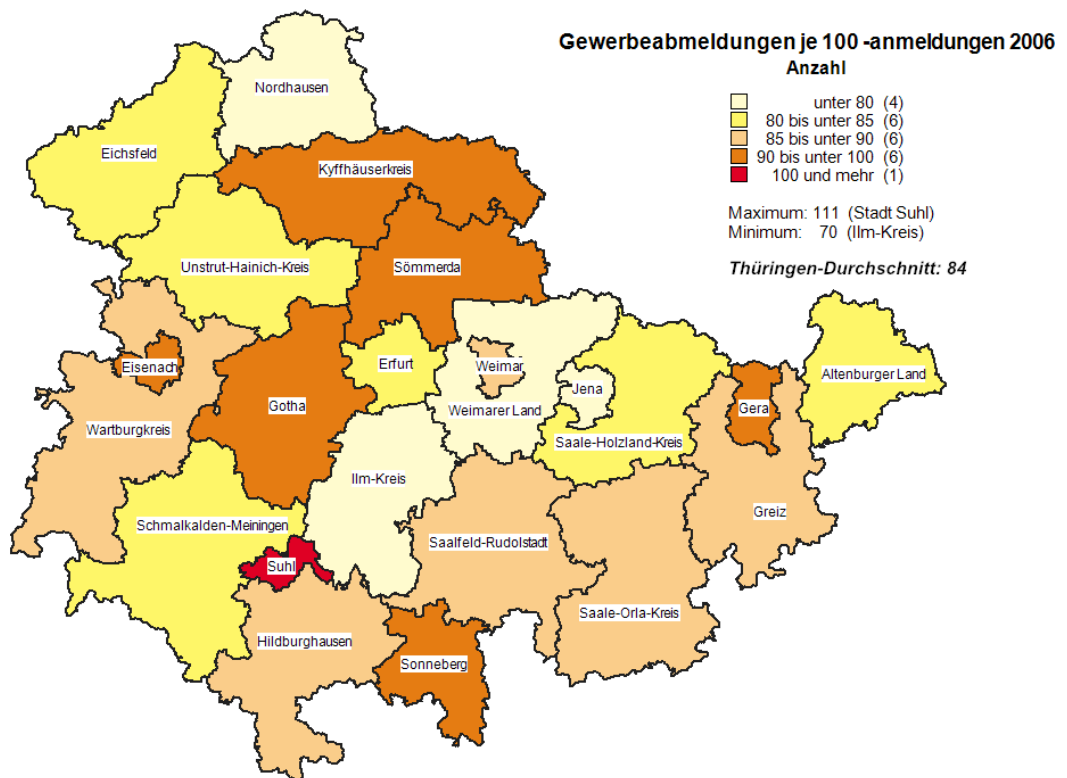 Gewerbeabmeldungen je 100 -anmeldungen 2006
Anzahl
unter 80 (4)
80 bis unter 85 (6)
85 bis unter 90 (6)
90 bis unter 100 (6)
100 und mehr (1)
Maximum: 111 (Stadt Suhl)
Minimum: 70 (Ilm-Kreis)
Thüringen-Durchschnitt: 84
Nordhausen
Eichsfeld
Kyffhäuserkreis
Unstrut-Hainich-Kreis
Sömmerda
Eisenach
Erfurt
Weimar
Jena
Altenburger Land
Gotha
Weimarer Land
Gera
Wartburgkreis
Saale-Holzland-Kreis
Ilm-Kreis
Greiz
Schmalkalden-Meiningen
Saalfeld-Rudolstadt
Suhl
Saale-Orla-Kreis
Hildburghausen
Sonneberg